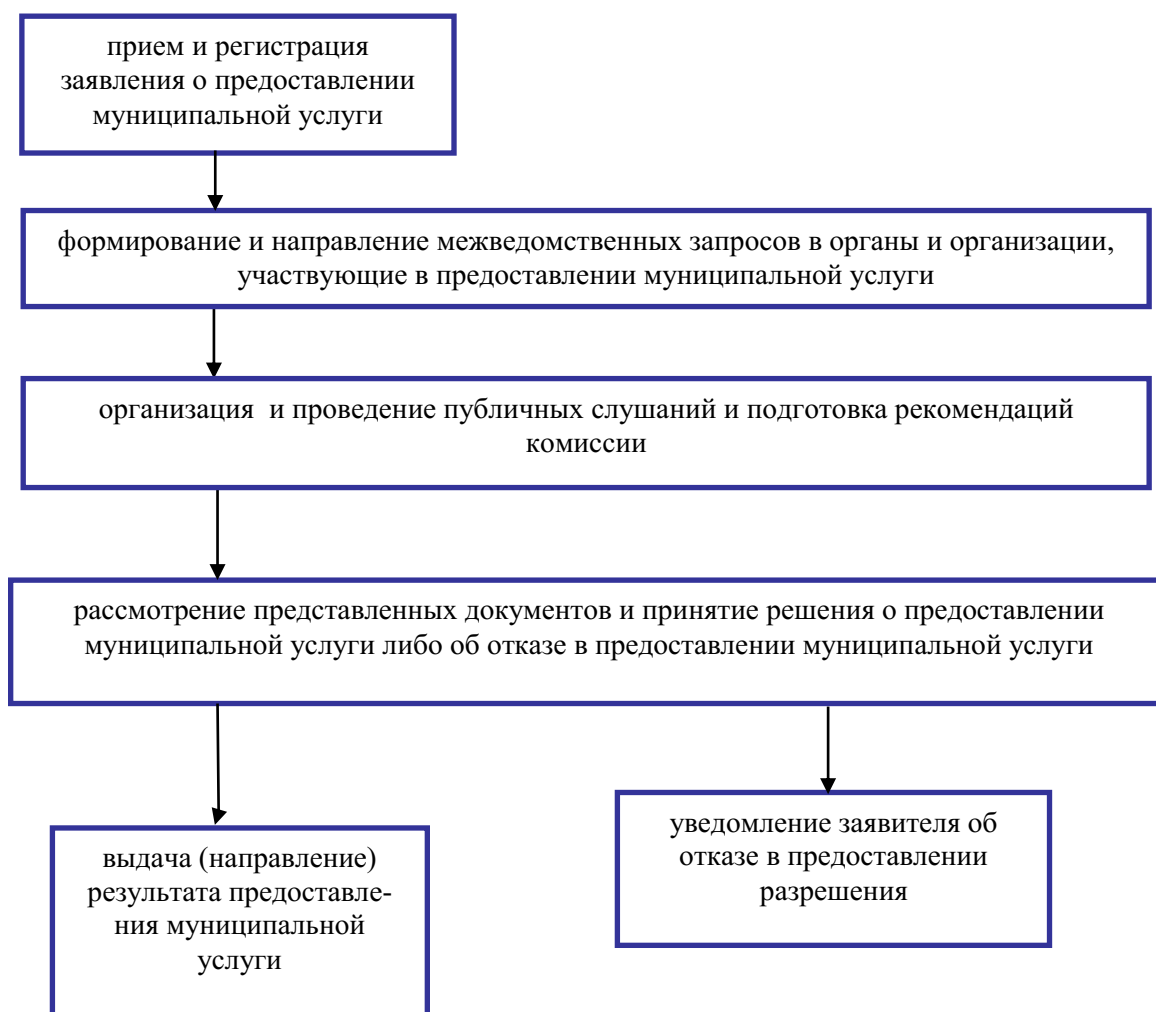 прием и регистрация
заявления о предоставлении
муниципальной услуги
формирование и направление межведомственных запросов в органы и организации,
участвующие в предоставлении муниципальной услуги
организация  и проведение публичных слушаний и подготовка рекомендаций
комиссии
рассмотрение представленных документов и принятие решения о предоставлении
муниципальной услуги либо об отказе в предоставлении муниципальной услуги
выдача (направление)
результата предоставле-
ния муниципальной
услуги
уведомление заявителя об
отказе в предоставлении
разрешения